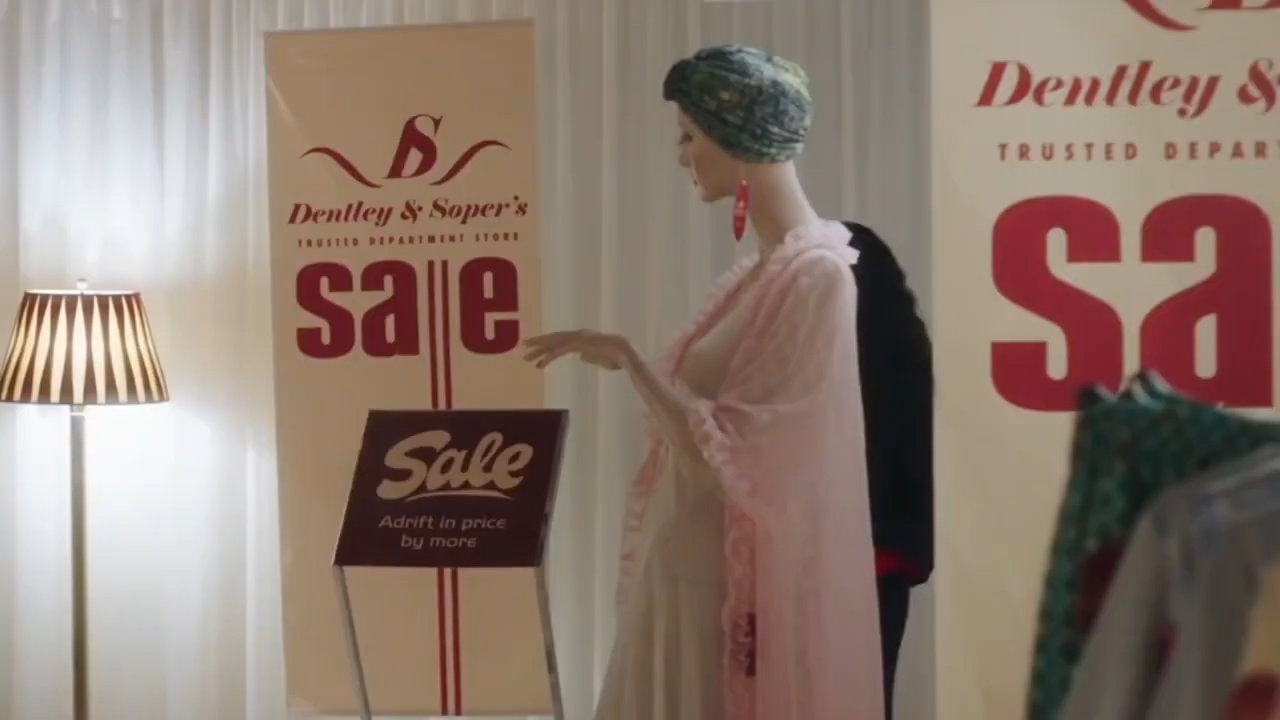 DS
Dentley & Soper's
TRUSTED DEPARTMENT STORE
sale
Sale
Adrift in price
by more
Dentley &
TRUSTED DEPAR
sa